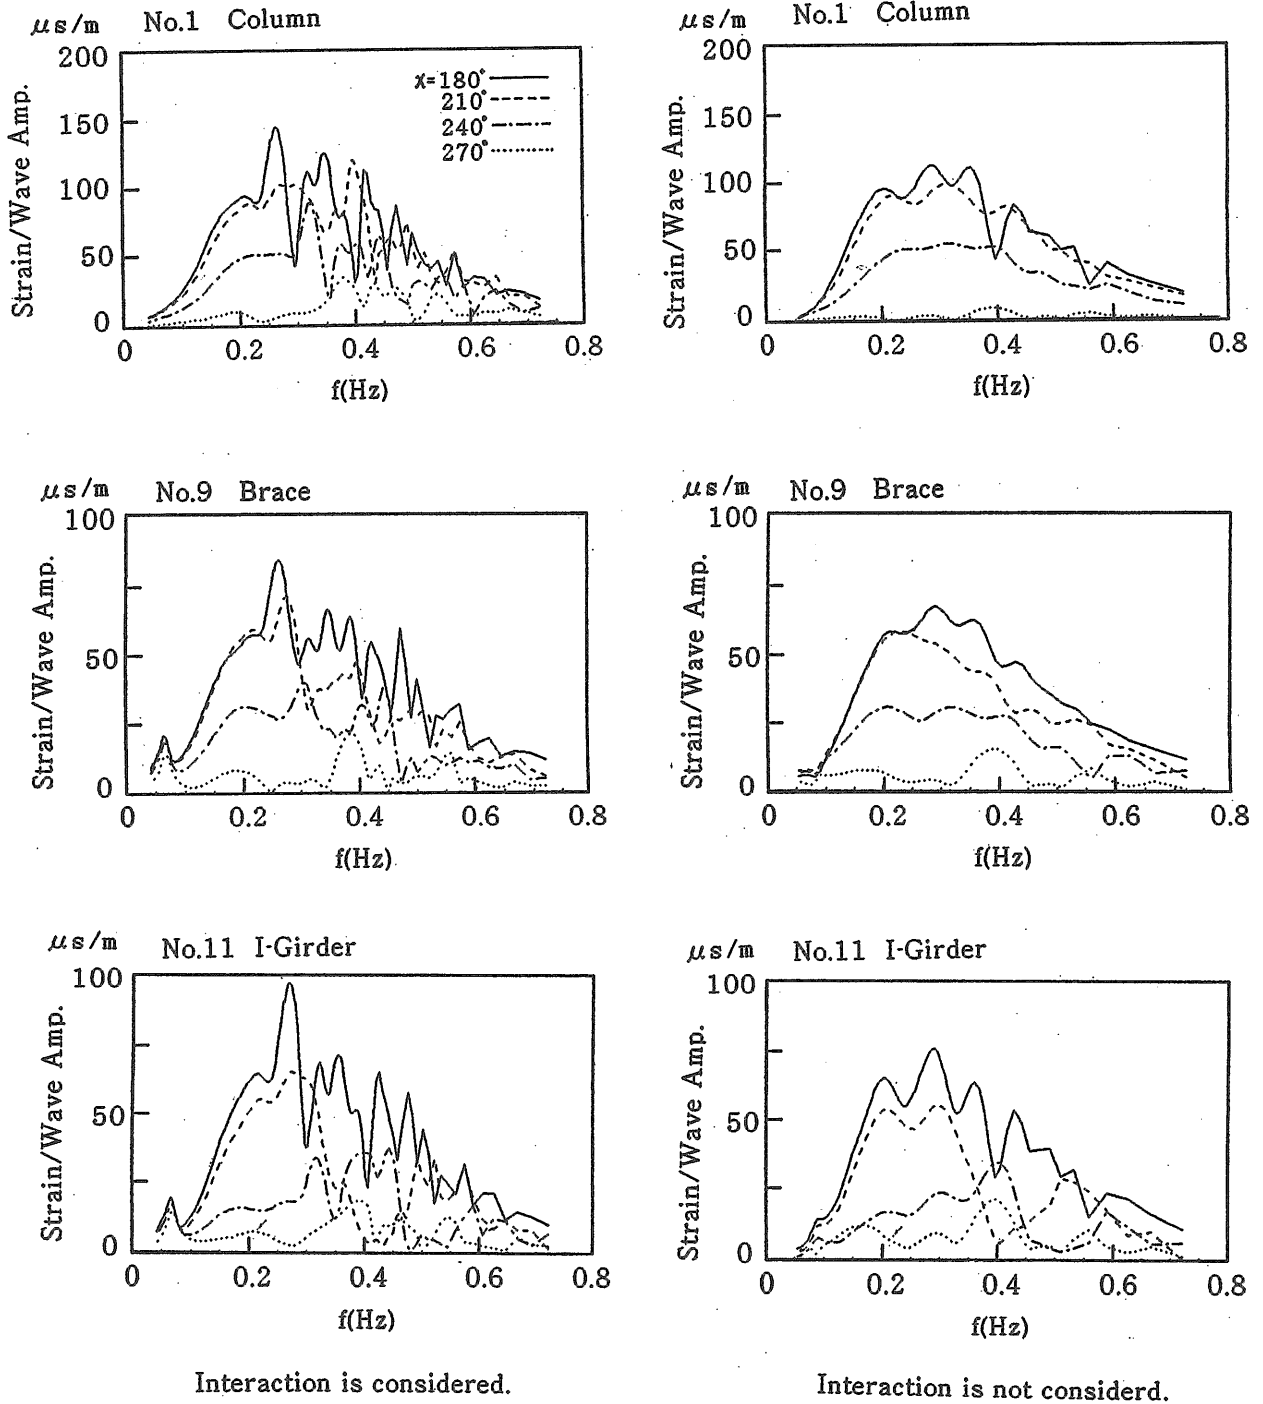 μs/m No.1 Column
200
150
100
50
0
0 0.2 0.4 0.6 0.8
f(Hz)
Strain/Wave Amp.
χ=180°
210°
240°
270°
μs/m No.1 Column
200
150
100
50
0
0 0.2 0.4 0.6 0.8
f(Hz)
Strain/Wave Amp.
μs/m No.9 Brace
100
50
0
0 0.2 0.4 0.6 0.8
f(Hz)
Strain/Wave Amp.
μs/m No.9 Brace
100
50
0
0 0.2 0.4 0.6 0.8
f(Hz)
Strain/Wave Amp.
μs/m No.11 I-Girder
100
50
0
0 0.2 0.4 0.6 0.8
f(Hz)
Strain/Wave Amp.
μs/m No.11 I-Girder
100
50
0
0 0.2 0.4 0.6 0.8
f(Hz)
Strain/Wave Amp.
Interaction is considered.
Interaction is not considerd.